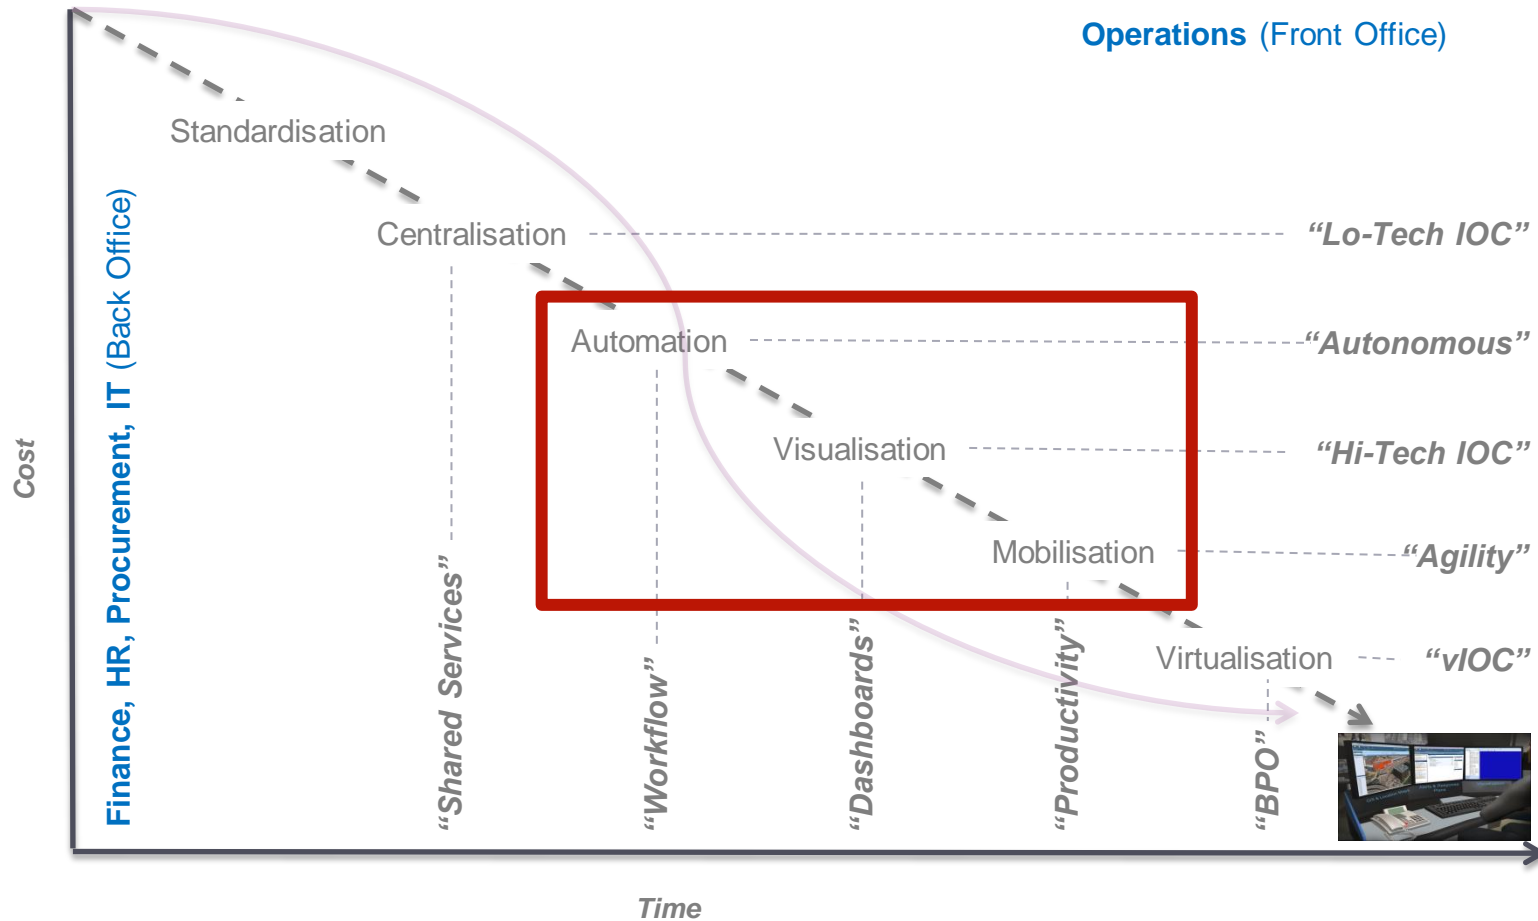 Operations (Front Office)
Standardisation
Centralisation
“Lo-Tech IOC”
Automation
“Autonomous”
Visualisation
“Hi-Tech IOC”
Mobilisation
“Agility”
Virtualisation
“vIOC”
Cost
Finance, HR, Procurement, IT (Back Office)
“Shared Services”
“Workflow”
“Dashboards”
“Productivity”
“BPO”
Time